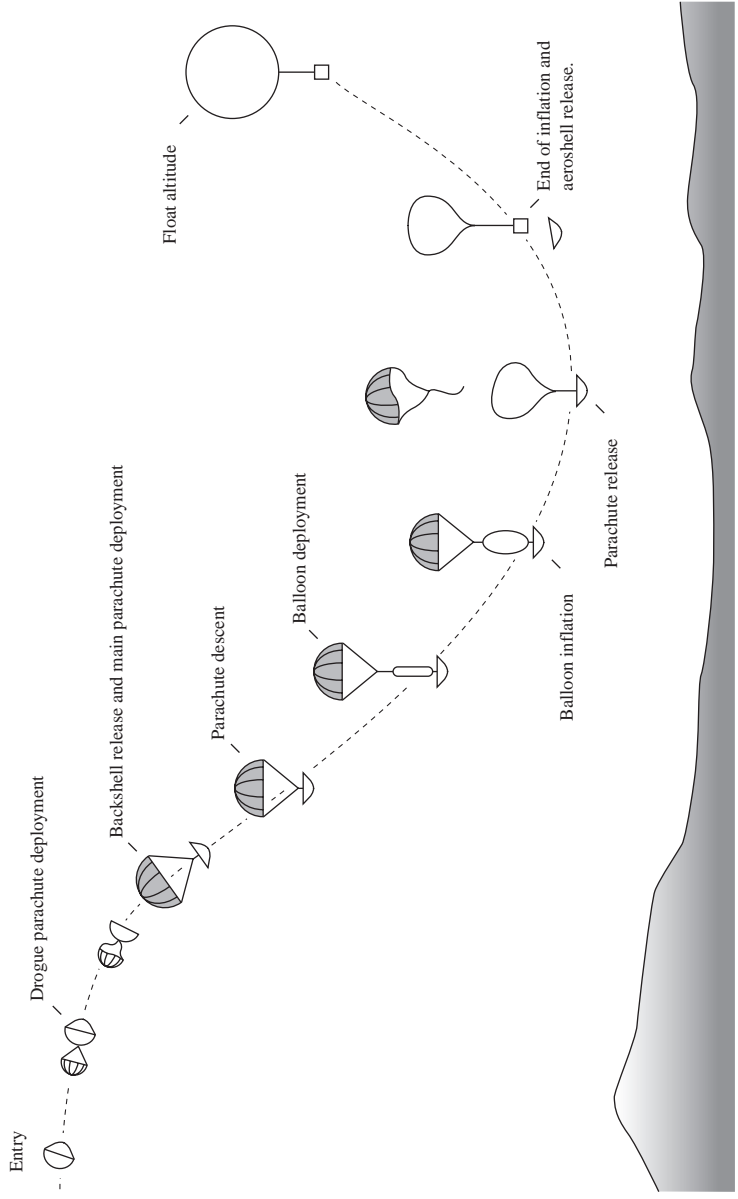 Entry
Drogue parachute deployment
Backshell release and main parachute deployment
Parachute descent
Balloon deployment
Balloon inflation
Parachute release
End of inflation and
aeroshell release.
Float altitude